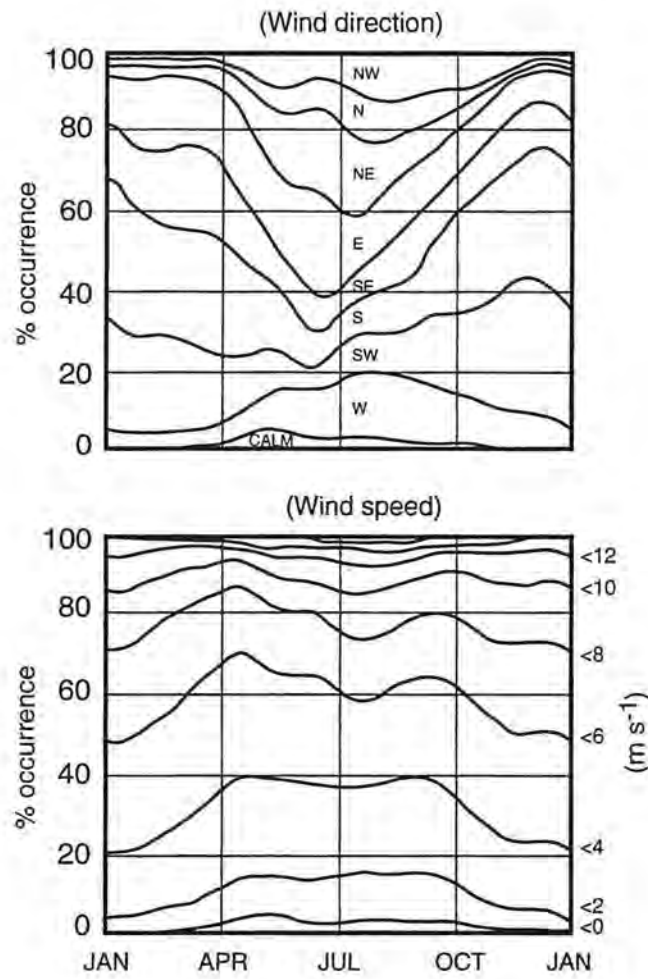 (Wind direction)
100
80
60
40
20
0
% occurrence
NW
N
NE
E
SE
S
SW
W
CALM
(Wind speed)
100
80
60
40
20
0
% occurrence
<12
<10
<8
<6
<4
<2
<0
(m s⁻¹)
JAN APR JUL OCT JAN